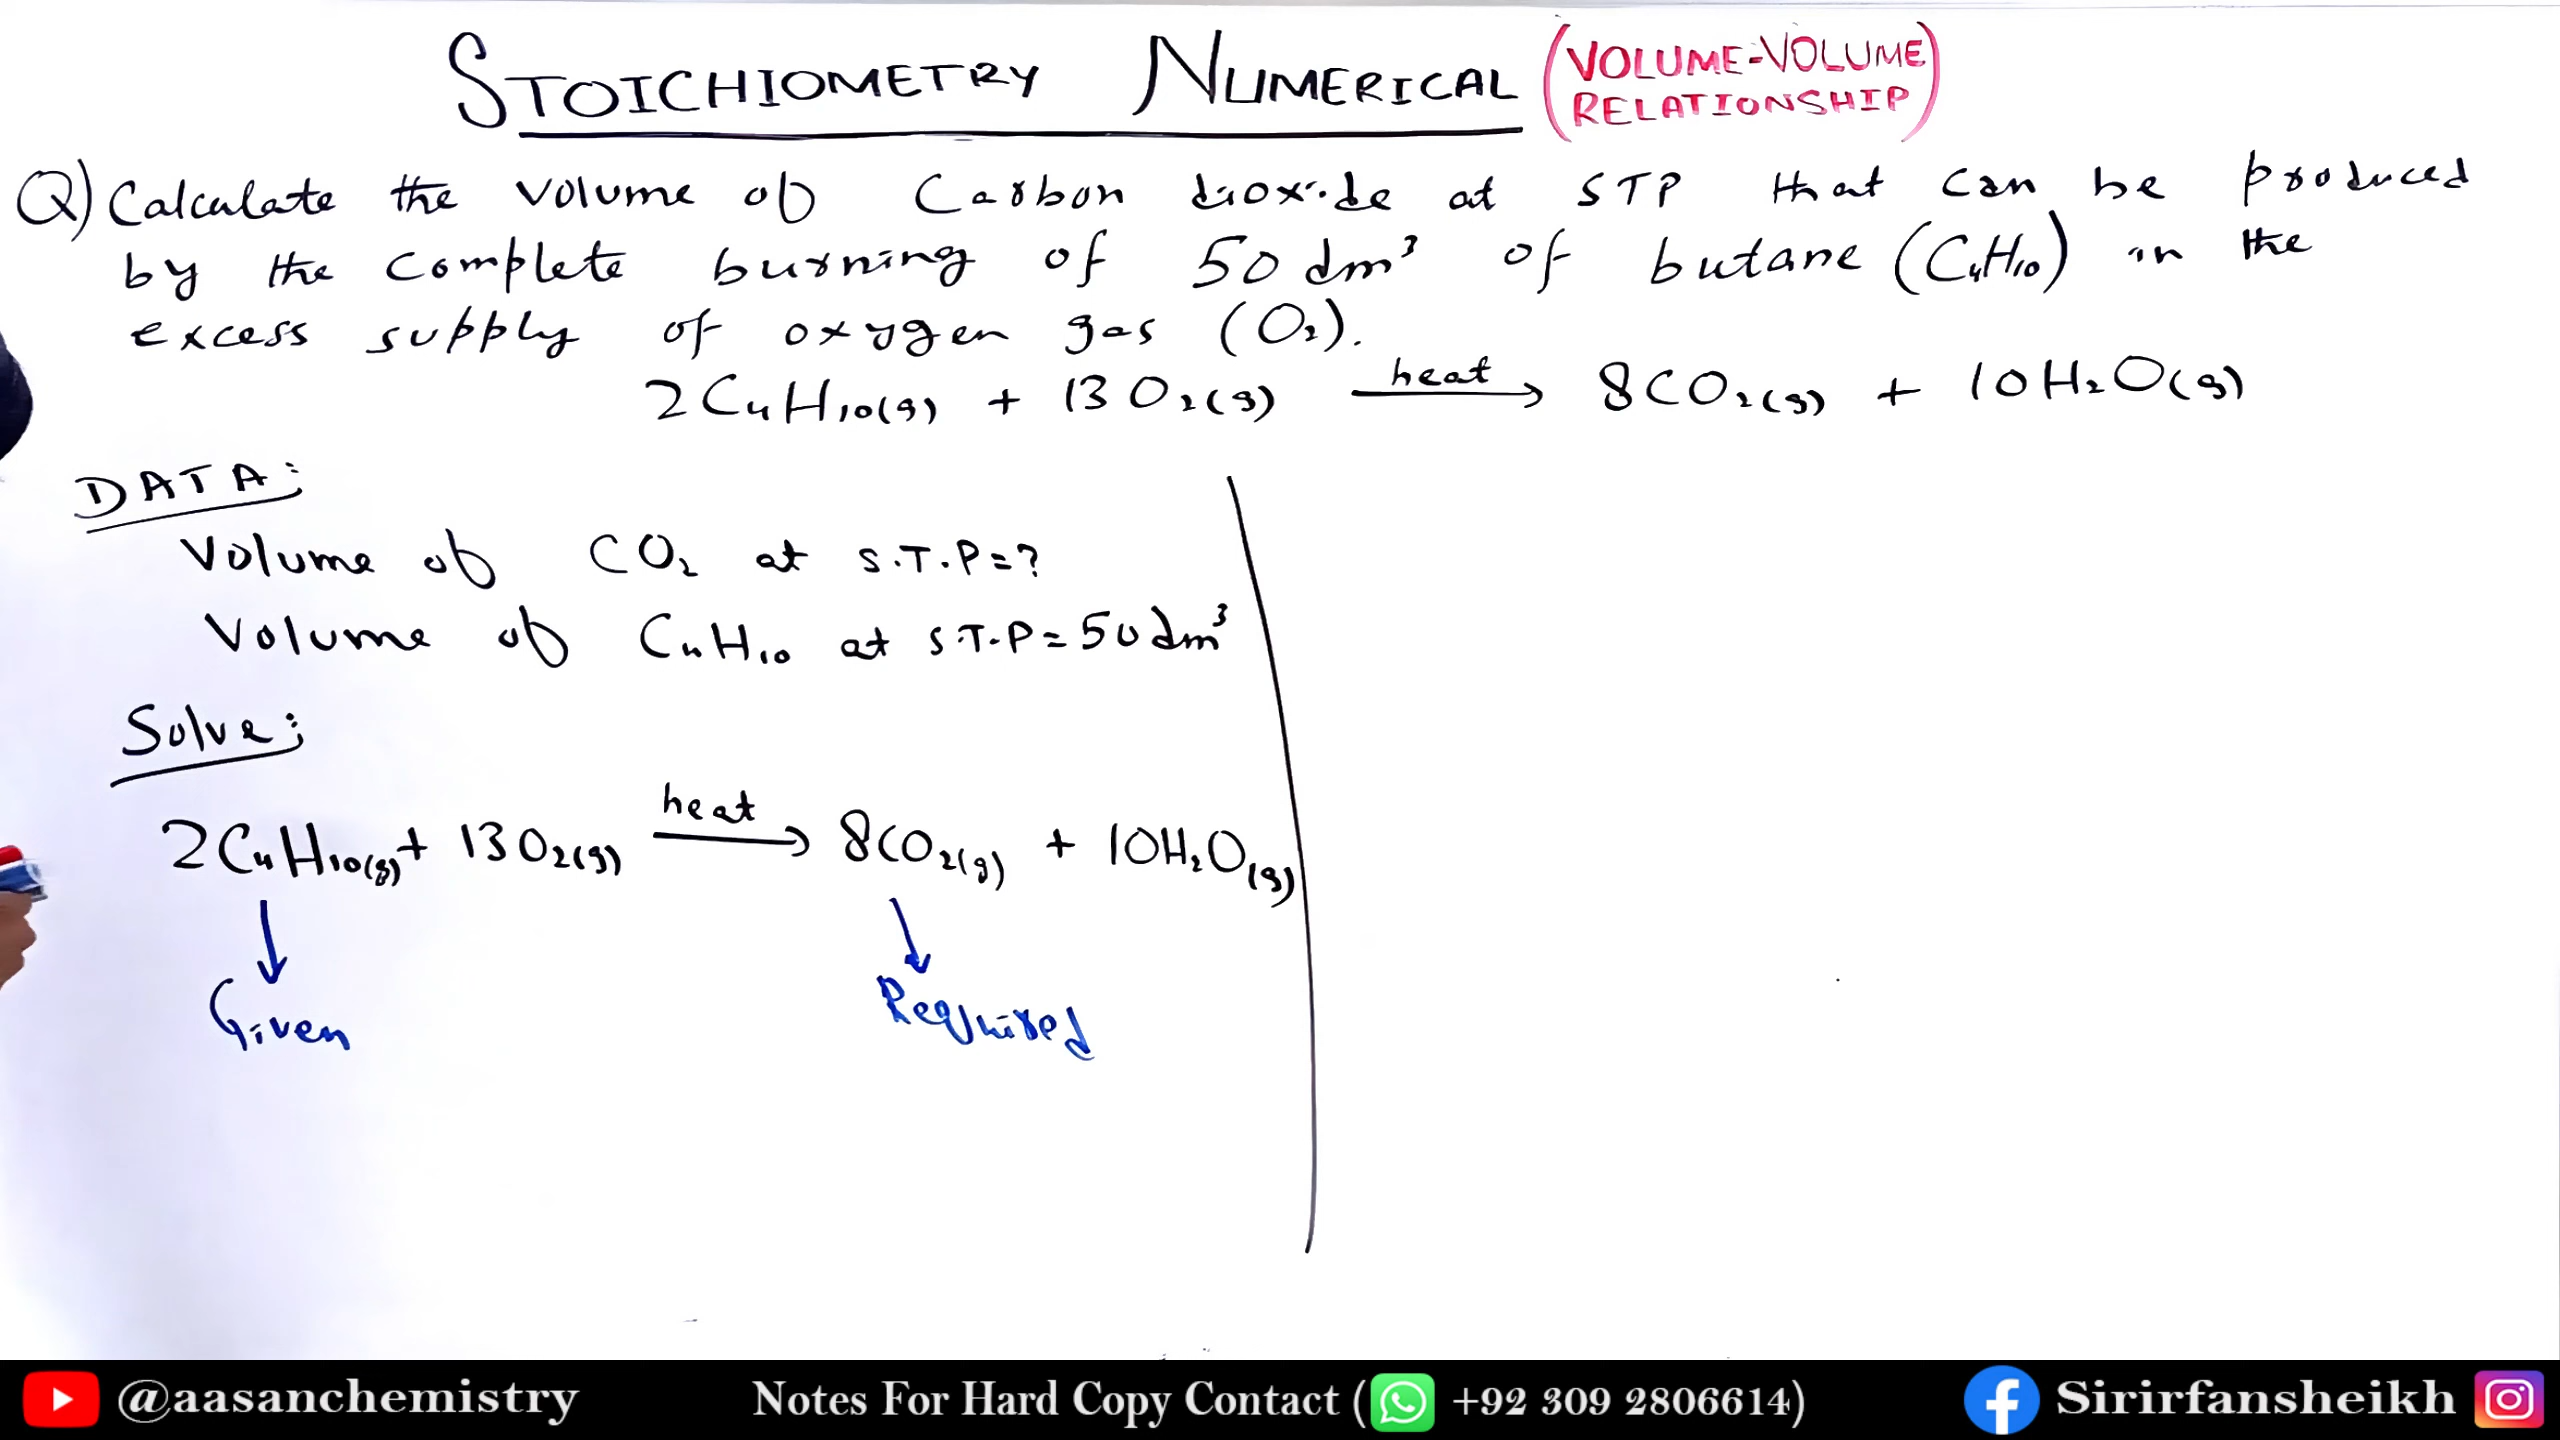 STOICHIOMETRY NUMERICAL (VOLUME-VOLUME RELATIONSHIP)
Q) Calculate the volume of Carbon dioxide at STP that can be produced
by the complete burning of 50 dm³ of butane (C₄H₁₀) in the
excess supply of oxygen gas (O₂).
2C₄H₁₀(g) + 13O₂(g) heat → 8CO₂(g) + 10H₂O(g)
DATA:
Volume of CO₂ at S.T.P=?
Volume of C₄H₁₀ at S.T.P=50dm³
Solve:
2C₄H₁₀(g) + 13O₂(g) heat → 8CO₂(g) + 10H₂O(g)
↓ ↓
Given Required
@aasanchemistry Notes For Hard Copy Contact ( +92 309 2806614) Sirirfansheikh